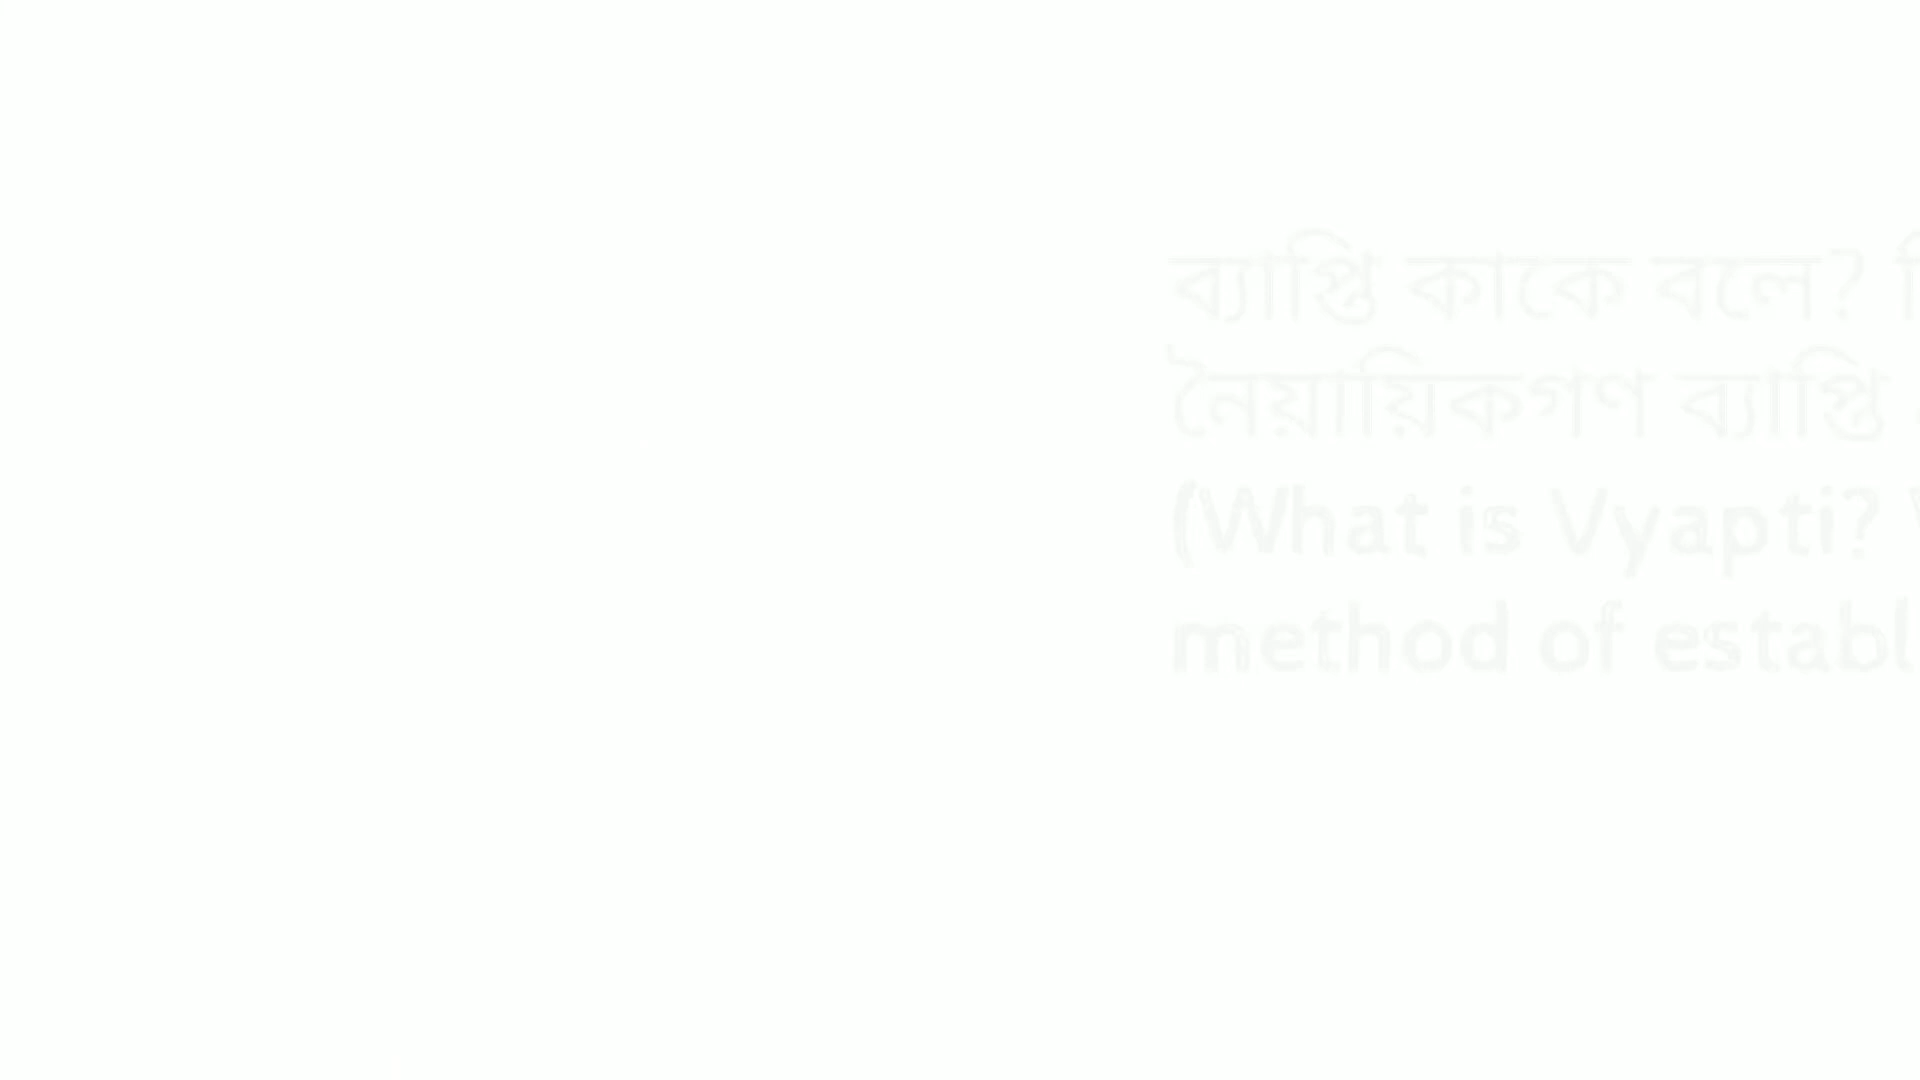 ব্যাপ্তি কাকে বলে?
নৈয়ায়িকগণ ব্যাপ্তি
(What is Vyapti?
method of establ